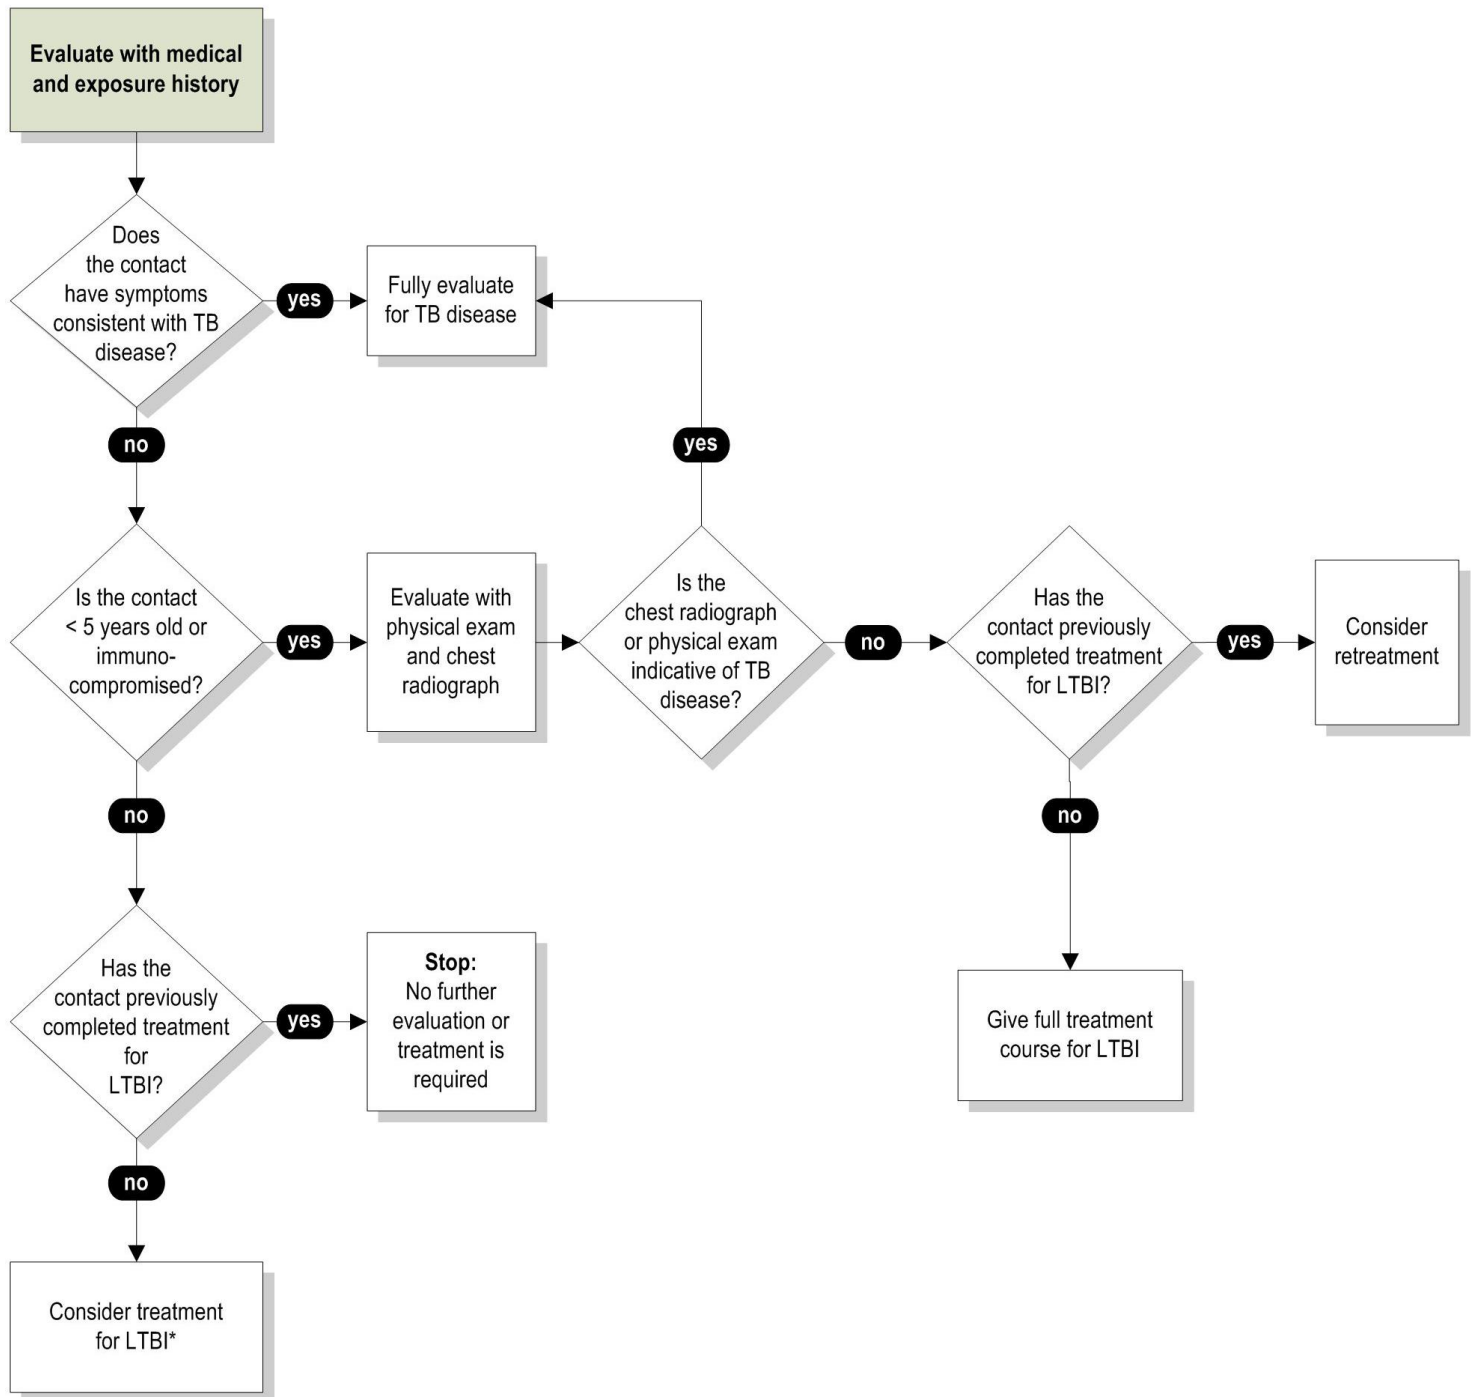 Evaluate with medical
and exposure history
Does
the contact
have symptoms
consistent with TB
disease?
yes
Fully evaluate
for TB disease
no
yes
Is the contact
< 5 years old or
immuno-
compromised?
yes
Evaluate with
physical exam
and chest
radiograph
Is the
chest radiograph
or physical exam
indicative of TB
disease?
no
Has the
contact previously
completed treatment
for LTBI?
yes
Consider
retreatment
no
no
Has the
contact previously
completed treatment
for
LTBI?
yes
Stop:
No further
evaluation or
treatment is
required
Give full treatment
course for LTBI
no
Consider treatment
for LTBI*